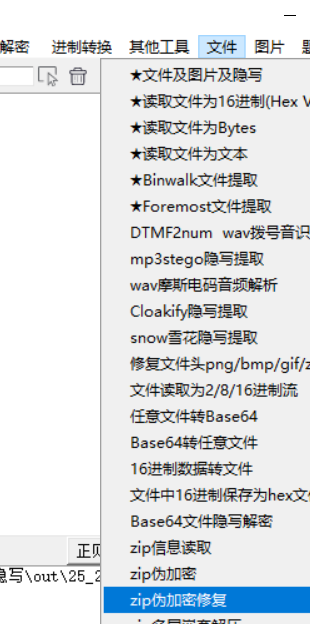 解密 进制转换 其他工具 文件 图片
★文件及图片及隐写
★读取文件为16进制(Hex V
★读取文件为Bytes
★读取文件为文本
★Binwalk文件提取
★Foremost文件提取
DTMF2num wav拨号音识
mp3stego隐写提取
wav摩斯电码音频解析
Cloakify隐写提取
snow雪花隐写提取
修复文件头png/bmp/gif/z
文件读取为2/8/16进制流
任意文件转Base64
Base64转任意文件
16进制数据转文件
文件中16进制保存为hex文
Base64文件隐写解密
正则
zip信息读取
隐写\out\25_2
zip伪加密
zip伪加密修复